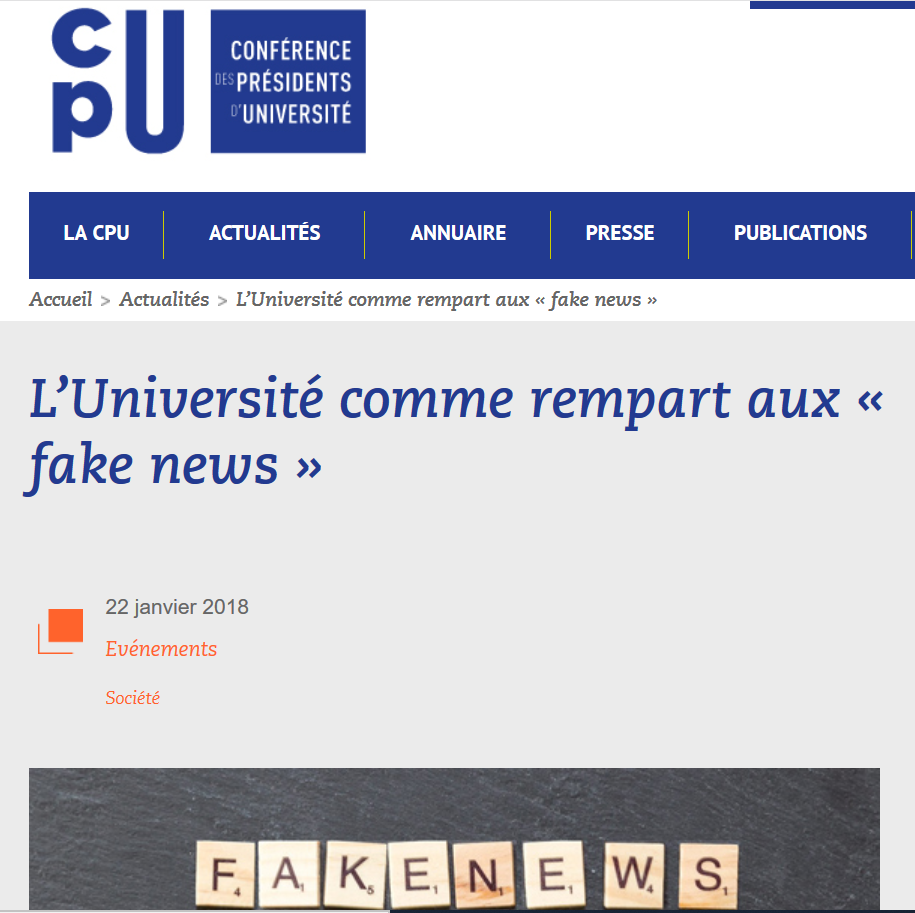 cpu
CONFÉRENCE
DES PRÉSIDENTS
D'UNIVERSITÉ
LA CPU
ACTUALITÉS
ANNUAIRE
PRESSE
PUBLICATIONS
Accueil > Actualités > L’Université comme rempart aux « fake news »
L’Université comme rempart aux «
fake news »
22 janvier 2018
Evénements
Société
F4 A1 K5 E1 N1 E1 W4 S1